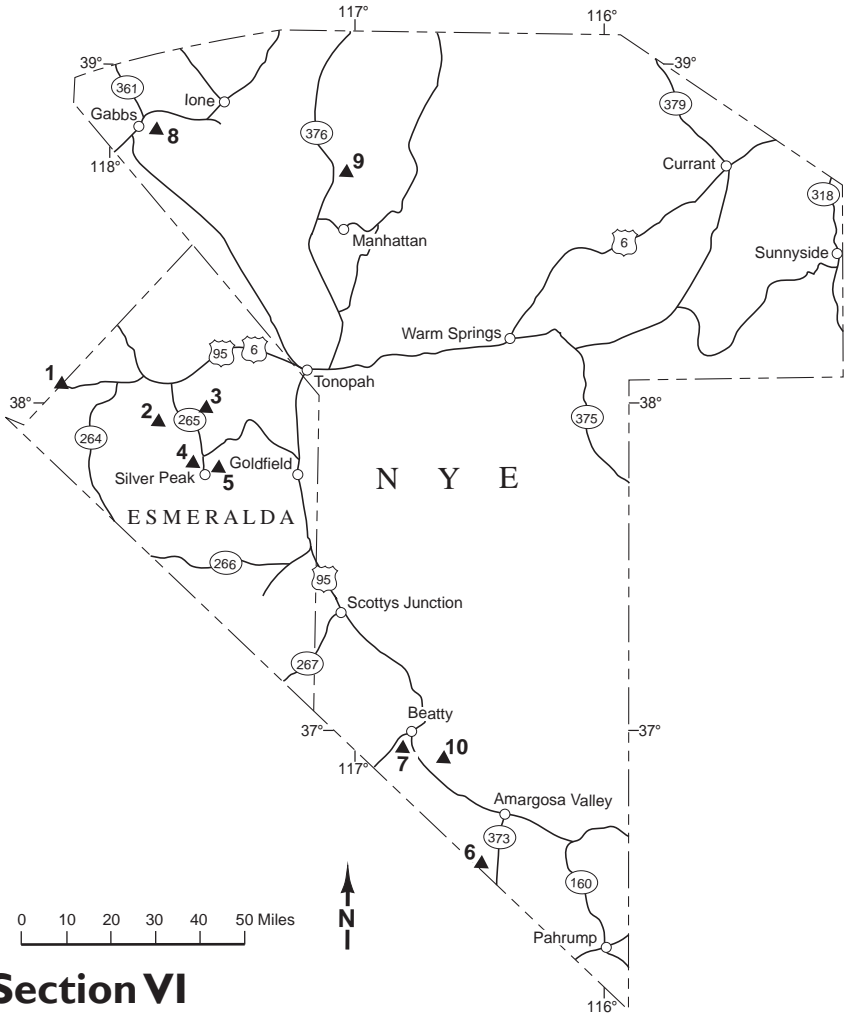 117°
116°
39°
39°
361
Ione
379
Gabbs
8
376
118°
9
Currant
318
Manhattan
6
Sunnyside
Warm Springs
95
6
1
Tonopah
38°
3
38°
2
265
375
264
4
Goldfield
Silver Peak
5
N Y E
ESMERALDA
266
95
Scottys Junction
267
Beatty
37°
37°
10
117°
7
Amargosa Valley
373
6
160
0 10 20 30 40 50 Miles
N
Pahrump
Section VI
116°